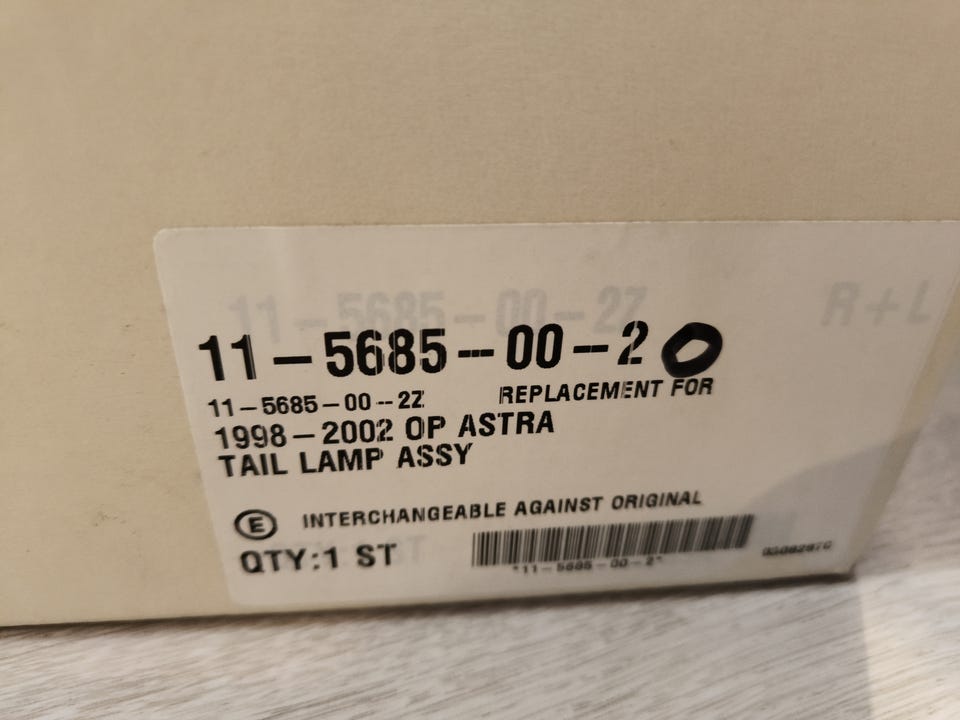 11-5685-00-2Z R+L
11-5685-00-2
11-5685-00-2Z REPLACEMENT FOR
1998-2002 OP ASTRA
TAIL LAMP ASSY
E INTERCHANGEABLE AGAINST ORIGINAL
QTY:1 ST
*11-5685-00-2*